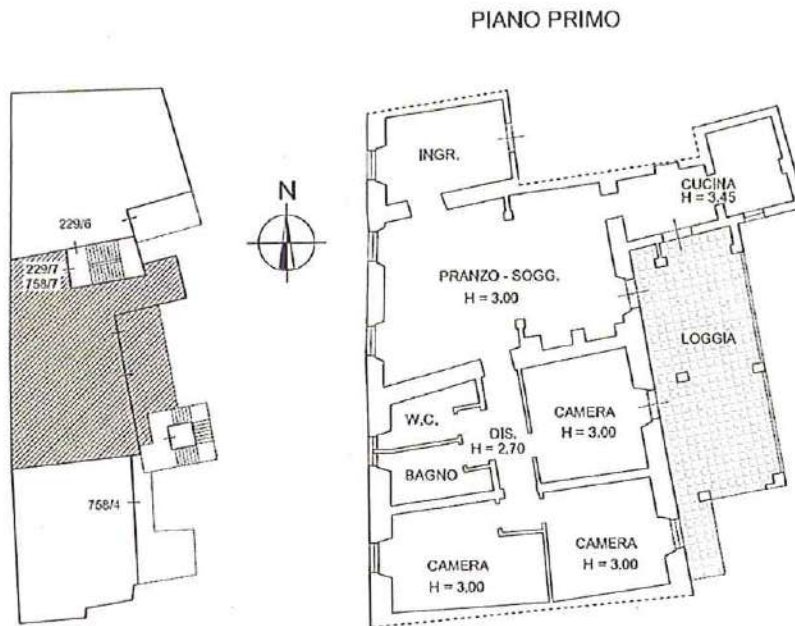 PIANO PRIMO
229/6
229/7
758/7
758/4
N
INGR.
CUCINA
H = 3,45
PRANZO - SOGG.
H = 3.00
LOGGIA
W.C.
DIS.
H = 2.70
CAMERA
H = 3.00
BAGNO
CAMERA
H = 3,00
CAMERA
H = 3.00